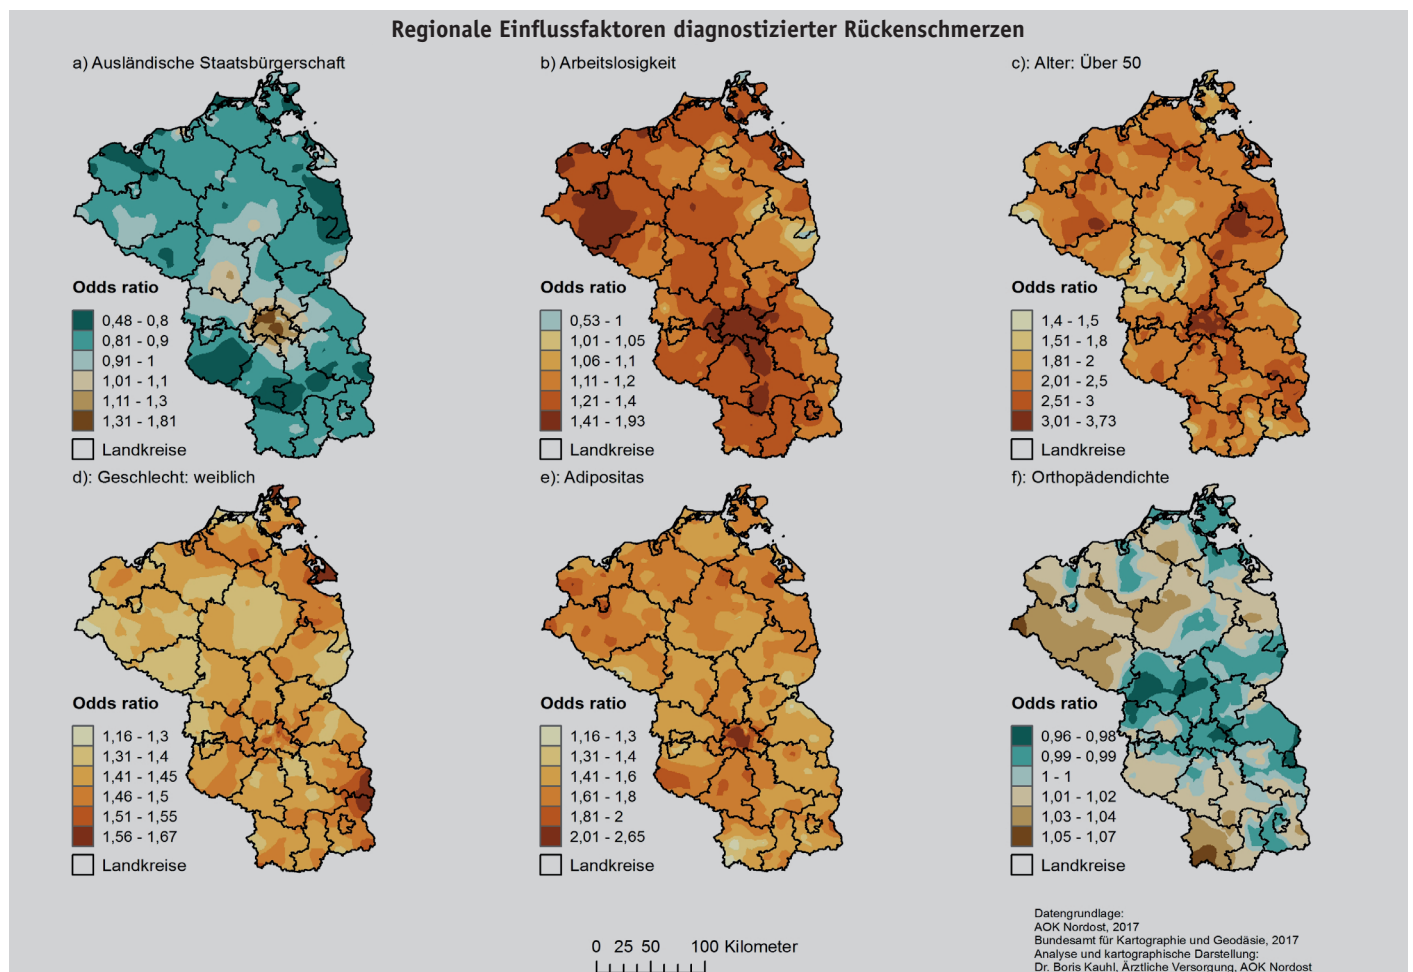 Regionale Einflussfaktoren diagnostizierter Rückenschmerzen
a) Ausländische Staatsbürgerschaft
Odds ratio
0,48 - 0,8
0,81 - 0,9
0,91 - 1
1,01 - 1,1
1,11 - 1,3
1,31 - 1,81
Landkreise
b) Arbeitslosigkeit
Odds ratio
0,53 - 1
1,01 - 1,05
1,06 - 1,1
1,11 - 1,2
1,21 - 1,4
1,41 - 1,93
Landkreise
c): Alter: Über 50
Odds ratio
1,4 - 1,5
1,51 - 1,8
1,81 - 2
2,01 - 2,5
2,51 - 3
3,01 - 3,73
Landkreise
d): Geschlecht: weiblich
Odds ratio
1,16 - 1,3
1,31 - 1,4
1,41 - 1,45
1,46 - 1,5
1,51 - 1,55
1,56 - 1,67
Landkreise
e): Adipositas
Odds ratio
1,16 - 1,3
1,31 - 1,4
1,41 - 1,6
1,61 - 1,8
1,81 - 2
2,01 - 2,65
Landkreise
f): Orthopädendichte
Odds ratio
0,96 - 0,98
0,99 - 0,99
1 - 1
1,01 - 1,02
1,03 - 1,04
1,05 - 1,07
Landkreise
0 25 50 100 Kilometer
Datengrundlage:
AOK Nordost, 2017
Bundesamt für Kartographie und Geodäsie, 2017
Analyse und kartographische Darstellung:
Dr. Boris Kauhl, Ärztliche Versorgung, AOK Nordost